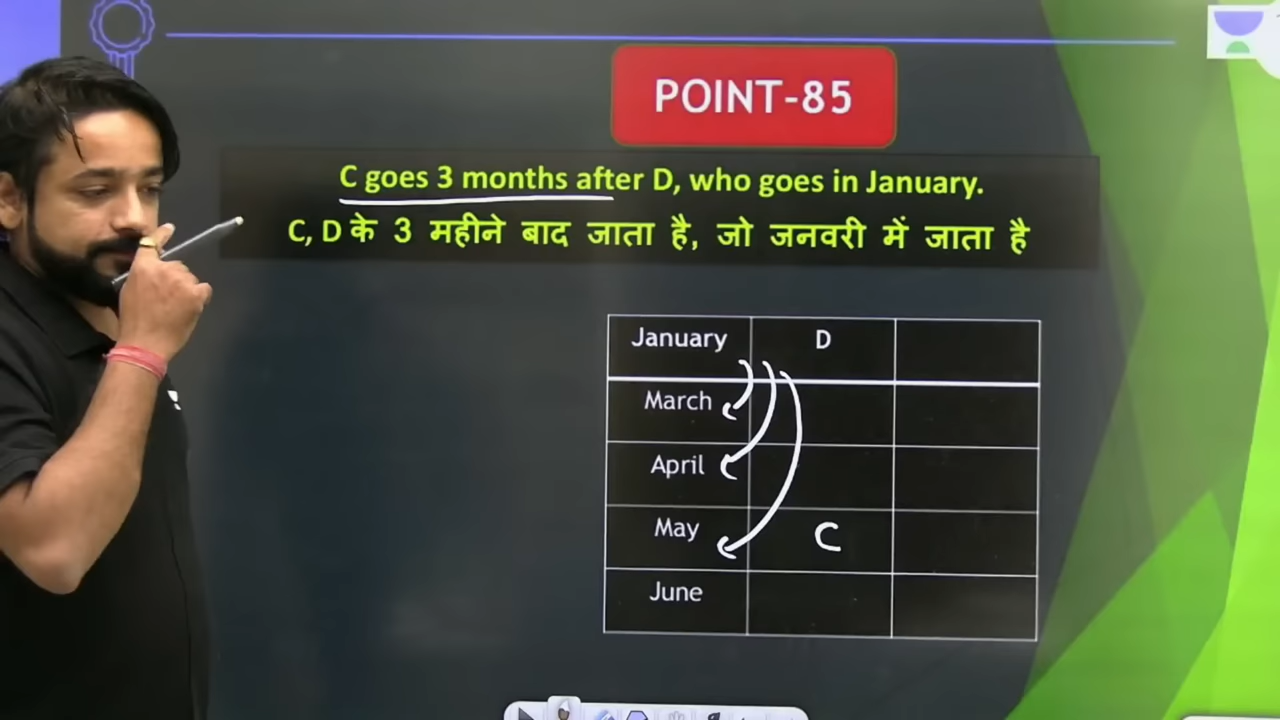 POINT-85
C goes 3 months after D, who goes in January.
C, D के 3 महीने बाद जाता है, जो जनवरी में जाता है
January D
March
April
May C
June